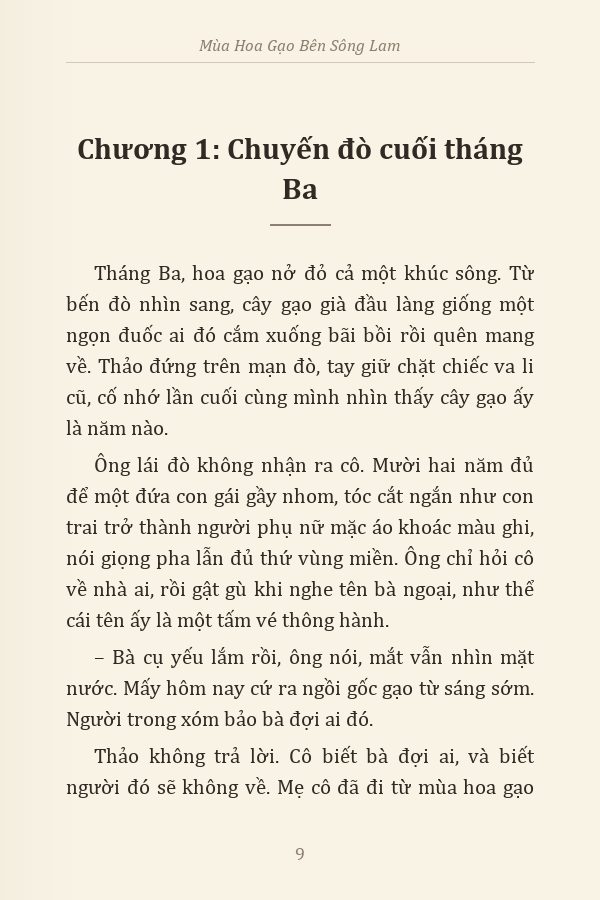 Mùa Hoa Gạo Bên Sông Lam
Chương 1: Chuyến đò cuối tháng
Ba
Tháng Ba, hoa gạo nở đỏ cả một khúc sông. Từ
bến đò nhìn sang, cây gạo già đầu làng giống một
ngọn đuốc ai đó cắm xuống bãi bồi rồi quên mang
về. Thảo đứng trên mạn đò, tay giữ chặt chiếc va li
cũ, cố nhớ lần cuối cùng mình nhìn thấy cây gạo ấy
là năm nào.
Ông lái đò không nhận ra cô. Mười hai năm đủ
để một đứa con gái gầy nhom, tóc cắt ngắn như con
trai trở thành người phụ nữ mặc áo khoác màu ghi,
nói giọng pha lẫn đủ thứ vùng miền. Ông chỉ hỏi cô
về nhà ai, rồi gật gù khi nghe tên bà ngoại, như thể
cái tên ấy là một tấm vé thông hành.
– Bà cụ yếu lắm rồi, ông nói, mắt vẫn nhìn mặt
nước. Mấy hôm nay cứ ra ngồi gốc gạo từ sáng sớm.
Người trong xóm bảo bà đợi ai đó.
Thảo không trả lời. Cô biết bà đợi ai, và biết
người đó sẽ không về. Mẹ cô đã đi từ mùa hoa gạo
9